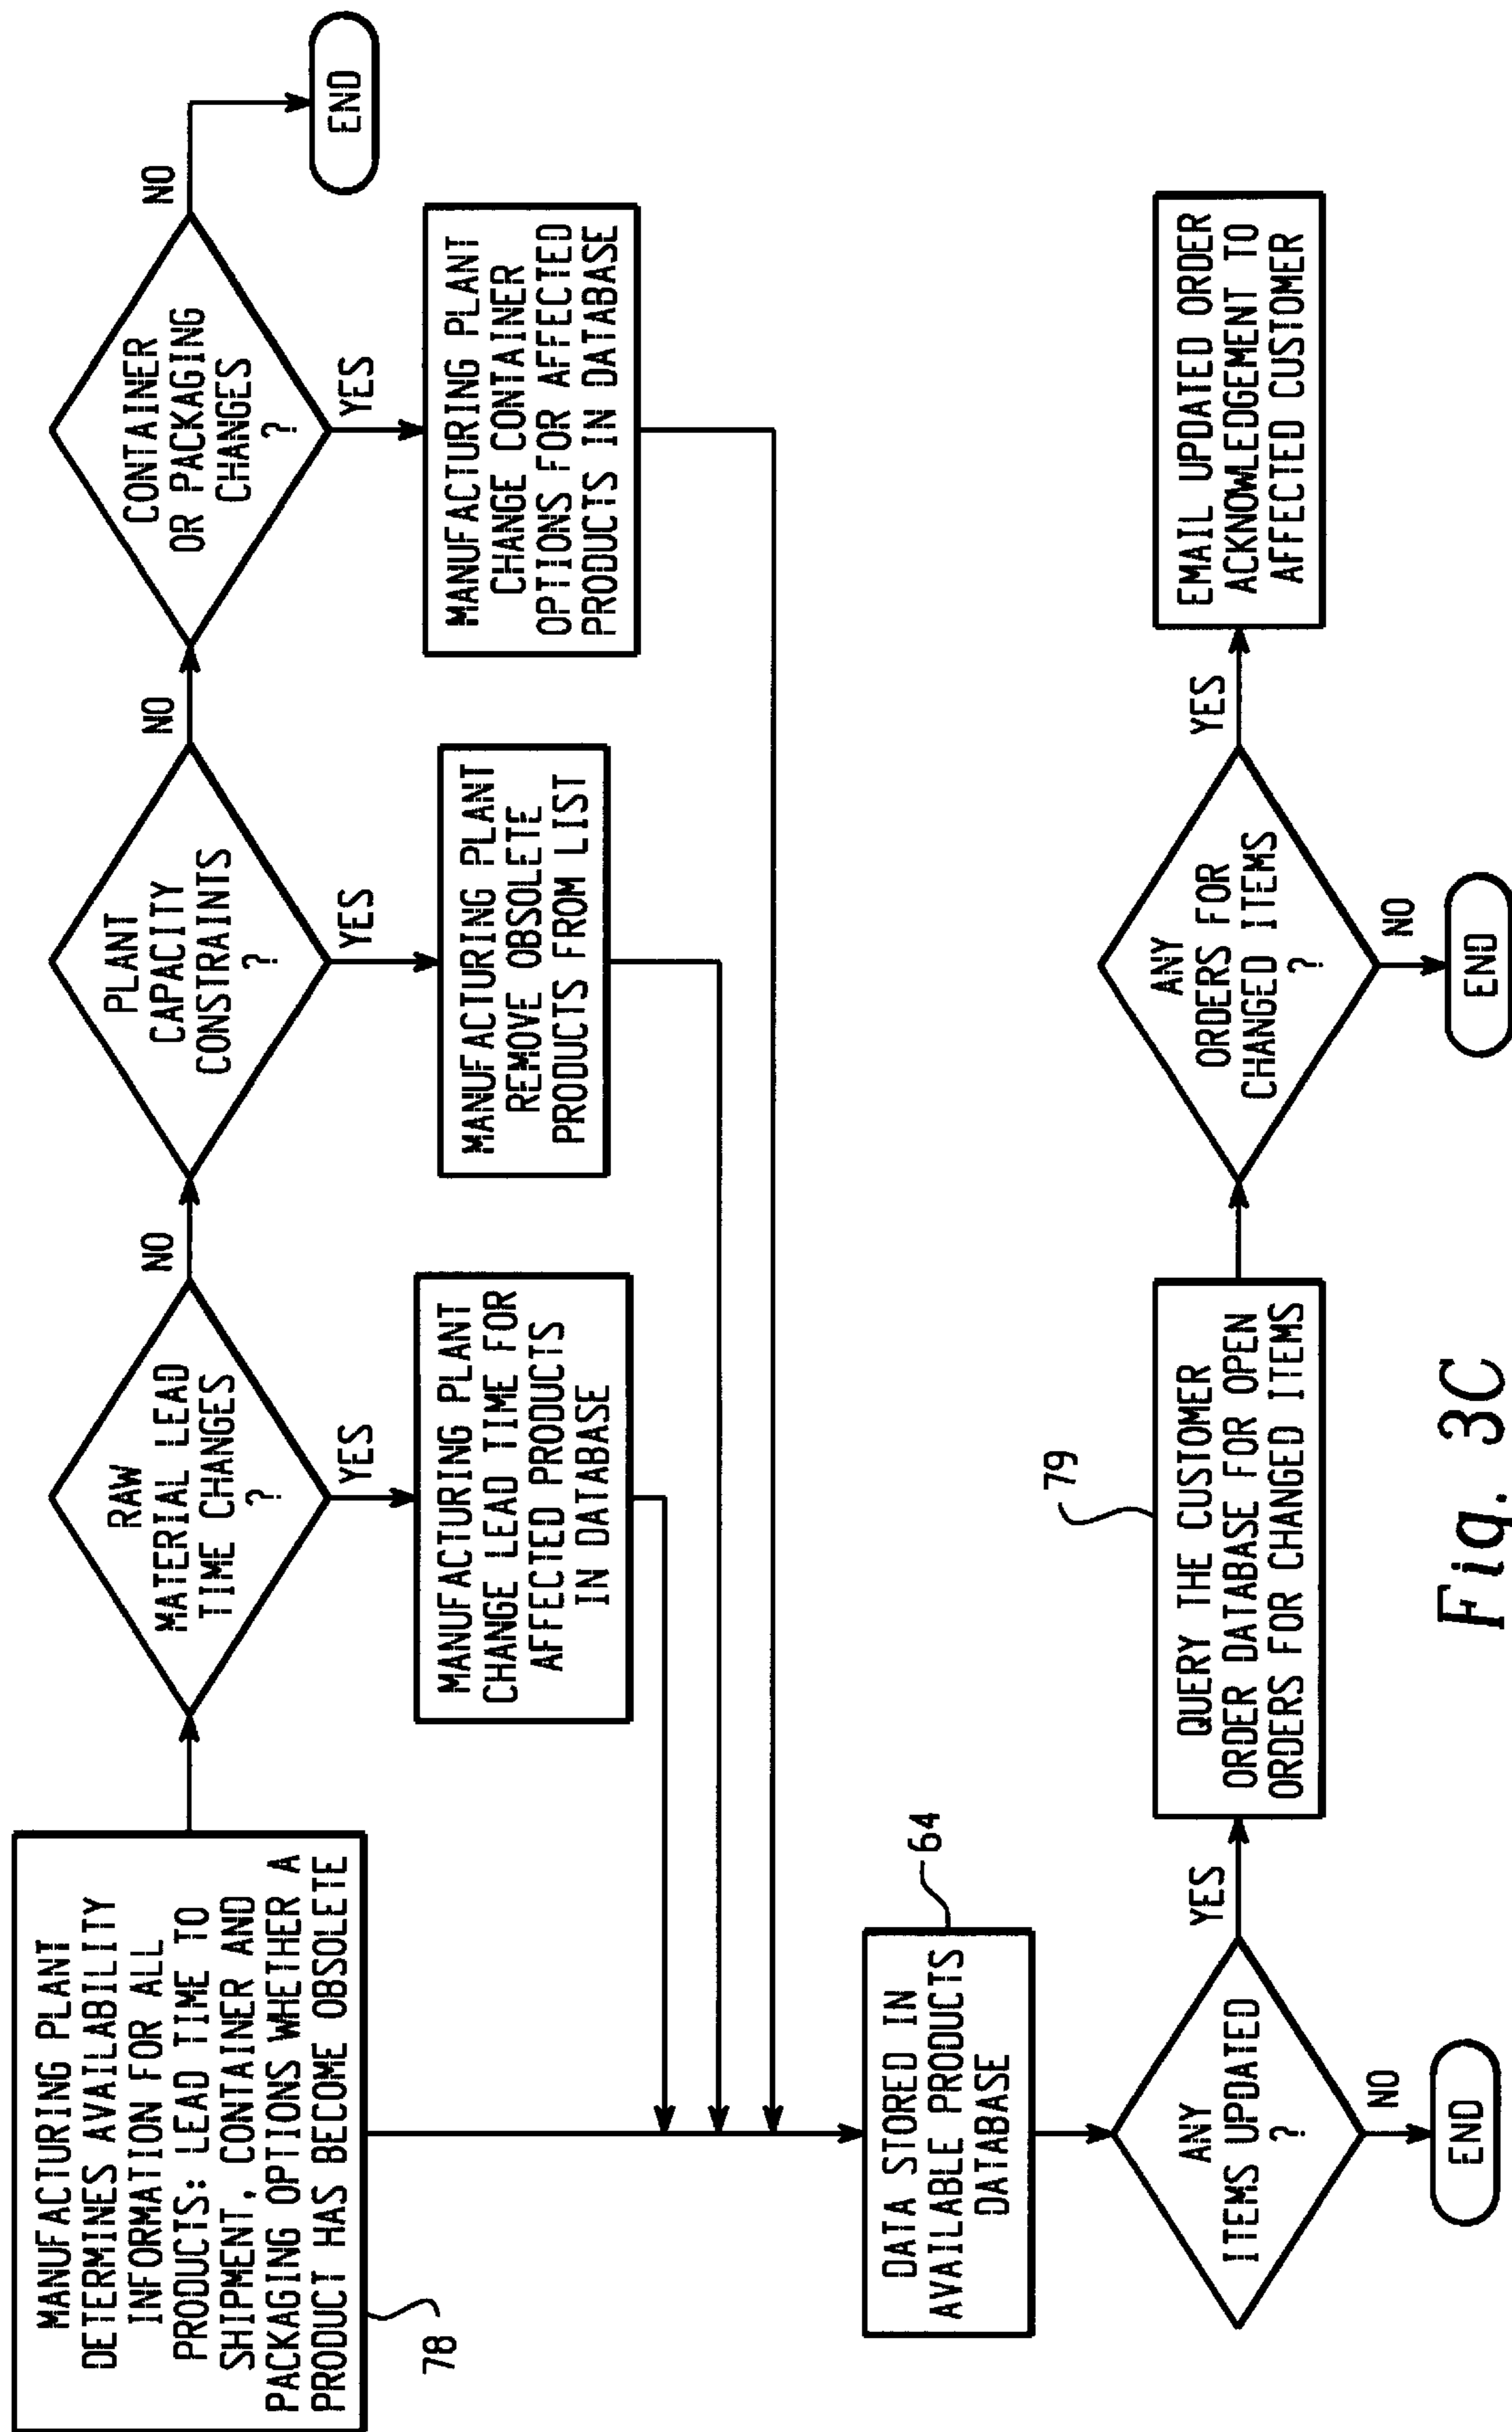 MANUFACTURING PLANT
DETERMINES AVAILABILITY
INFORMATION FOR ALL
PRODUCTS: LEAD TIME TO
SHIPMENT, CONTAINER AND
PACKAGING OPTIONS WHETHER A
PRODUCT HAS BECOME OBSOLETE
78
RAW
MATERIAL LEAD
TIME CHANGES
?
NO
YES
MANUFACTURING PLANT
CHANGE LEAD TIME FOR
AFFECTED PRODUCTS
IN DATABASE
PLANT
CAPACITY
CONSTRAINTS
?
NO
YES
MANUFACTURING PLANT
REMOVE OBSOLETE
PRODUCTS FROM LIST
CONTAINER
OR PACKAGING
CHANGES
?
NO
END
YES
MANUFACTURING PLANT
CHANGE CONTAINER
OPTIONS FOR AFFECTED
PRODUCTS IN DATABASE
DATA STORED IN
AVAILABLE PRODUCTS
DATABASE
64
ANY
ITEMS UPDATED
?
YES
NO
END
79
QUERY THE CUSTOMER
ORDER DATABASE FOR OPEN
ORDERS FOR CHANGED ITEMS
ANY
ORDERS FOR
CHANGED ITEMS
?
YES
NO
END
EMAIL UPDATED ORDER
ACKNOWLEDGEMENT TO
AFFECTED CUSTOMER
Fig. 3C